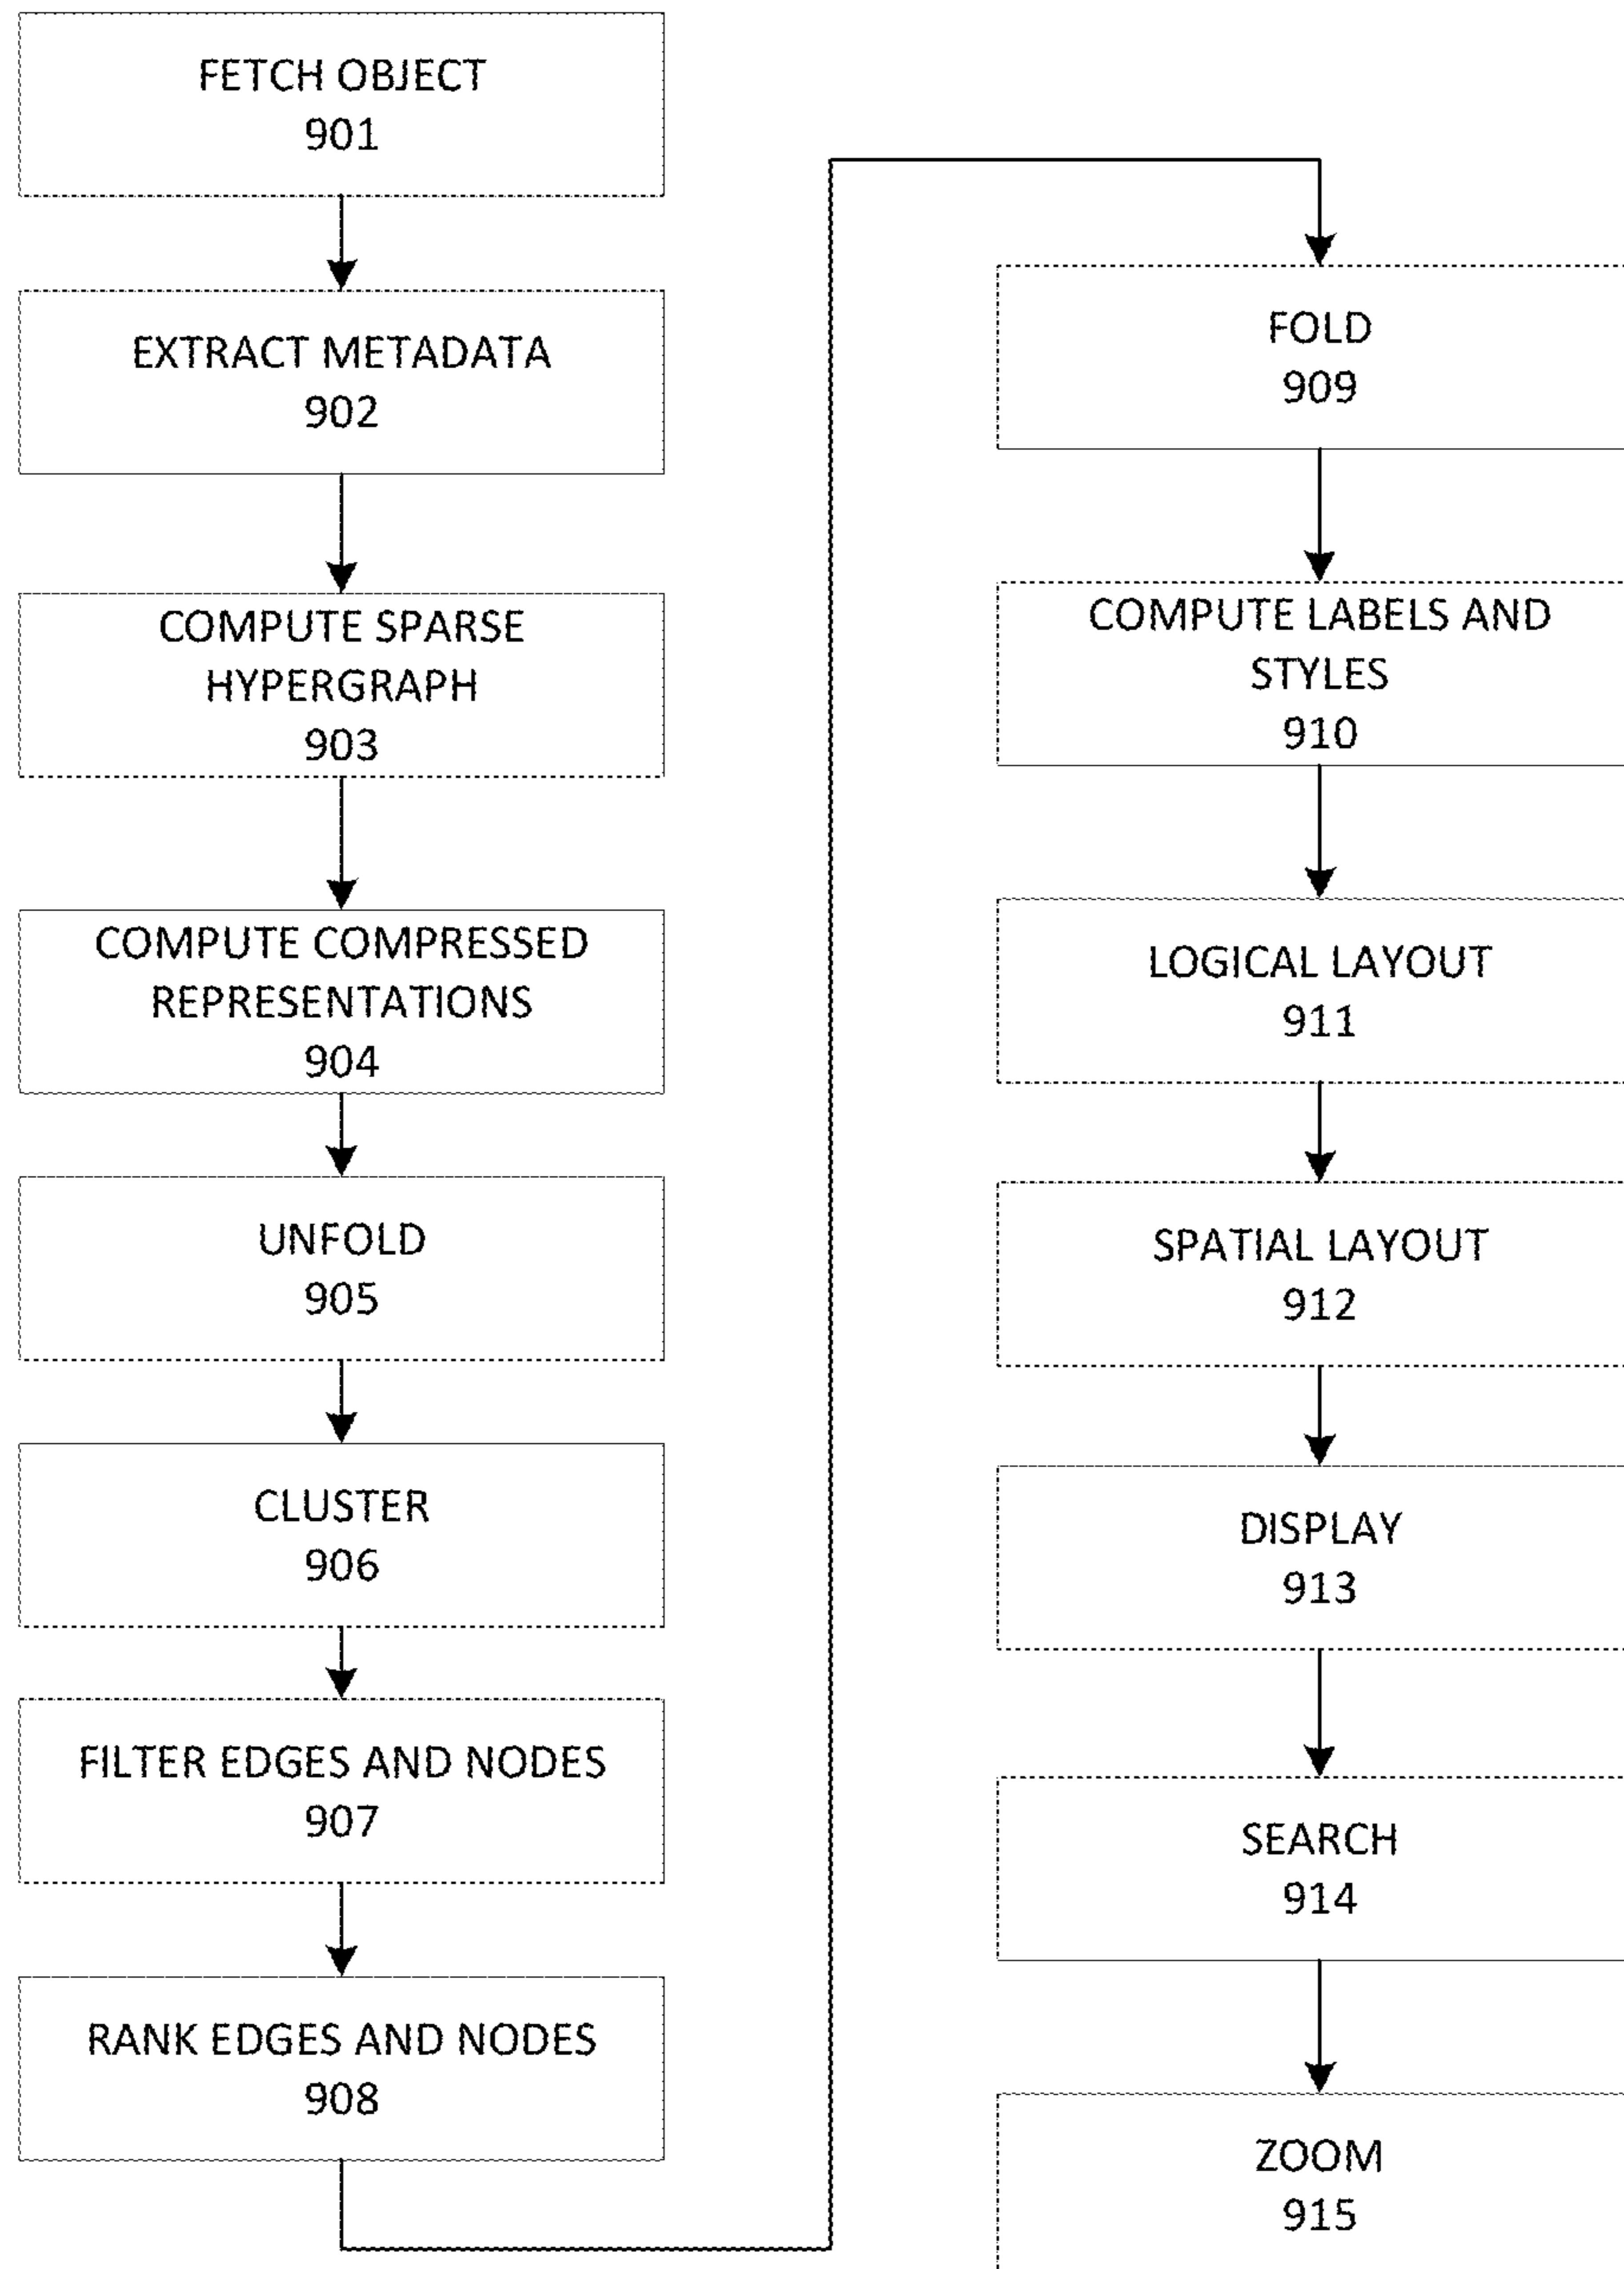 FETCH OBJECT
901
EXTRACT METADATA
902
COMPUTE SPARSE
HYPERGRAPH
903
COMPUTE COMPRESSED
REPRESENTATIONS
904
UNFOLD
905
CLUSTER
906
FILTER EDGES AND NODES
907
RANK EDGES AND NODES
908
FOLD
909
COMPUTE LABELS AND
STYLES
910
LOGICAL LAYOUT
911
SPATIAL LAYOUT
912
DISPLAY
913
SEARCH
914
ZOOM
915